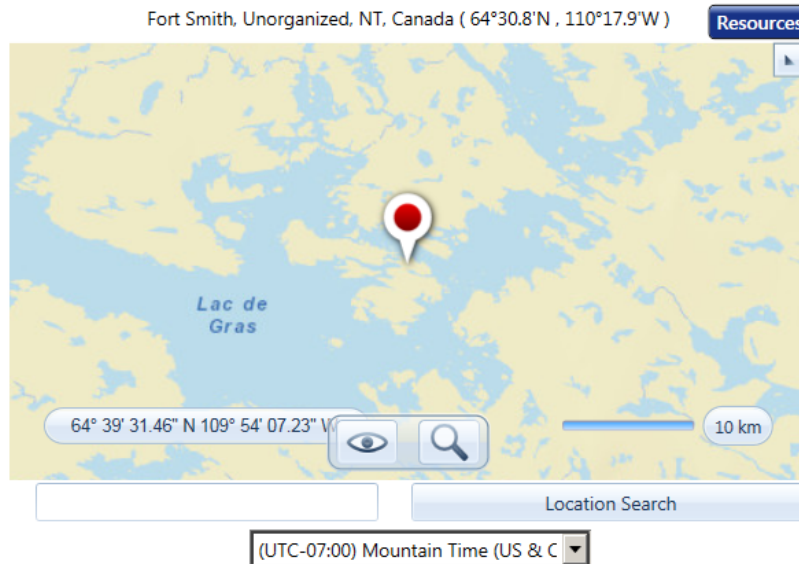 Fort Smith, Unorganized, NT, Canada ( 64°30.8'N , 110°17.9'W )
Resources
Lac de
Gras
64° 39' 31.46" N 109° 54' 07.23" W
10 km
Location Search
(UTC-07:00) Mountain Time (US & C